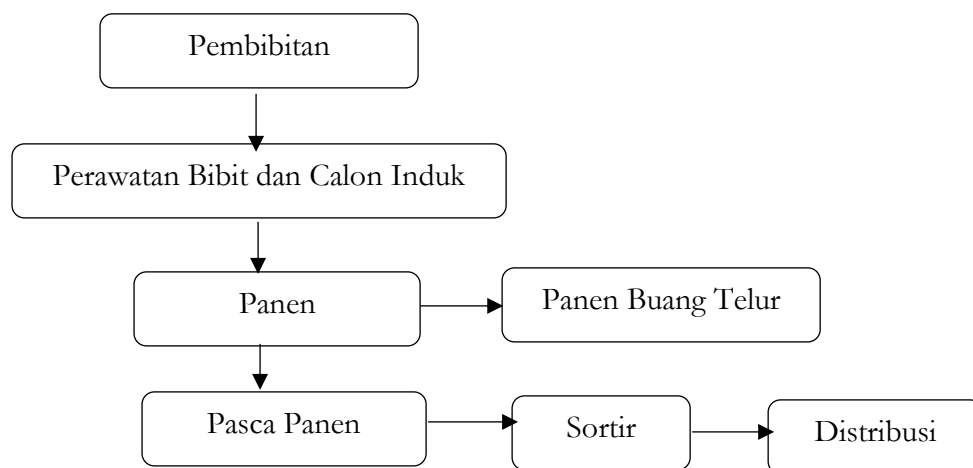 Pembibitan
Perawatan Bibit dan Calon Induk
Panen
Panen Buang Telur
Pasca Panen
Sortir
Distribusi